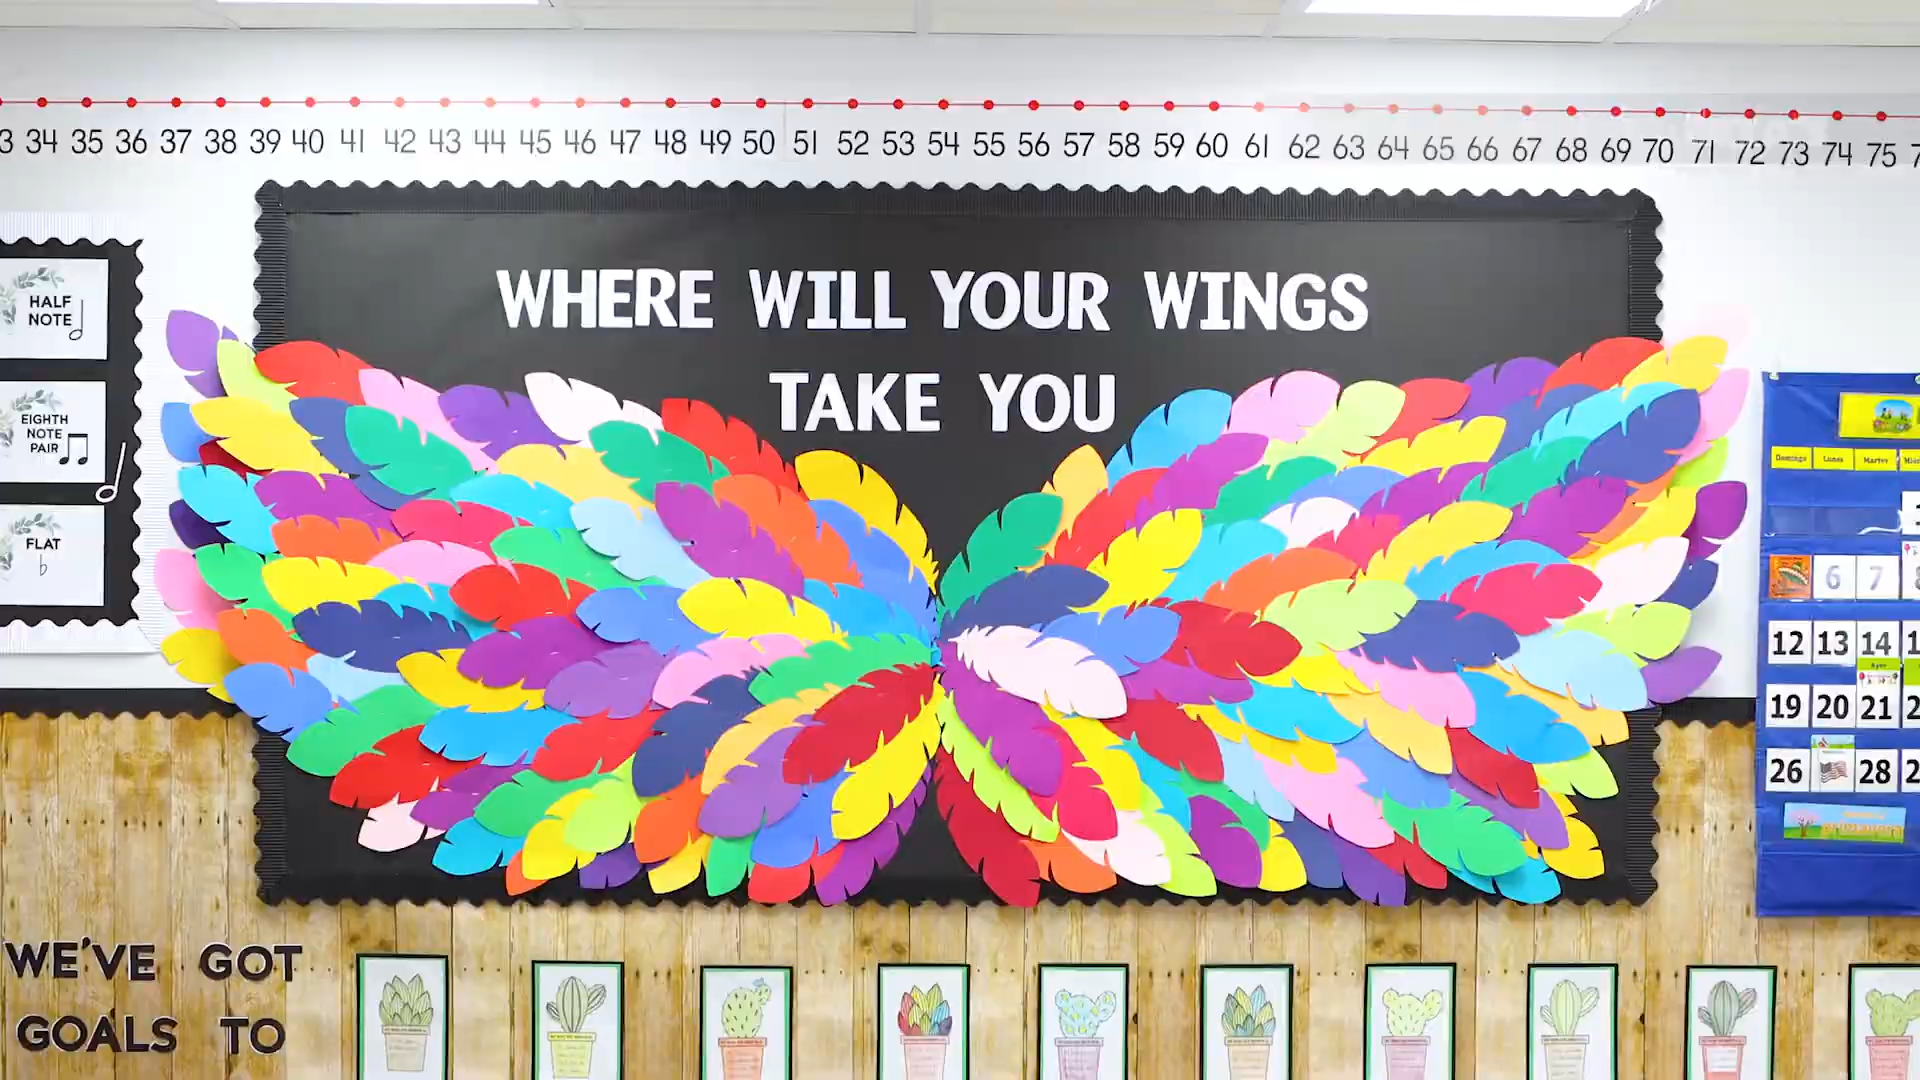 34 35 36 37 38 39 40 41 42 43 44 45 46 47 48 49 50 51 52 53 54 55 56 57 58 59 60 61 62 63 64 65 66 67 68 69 70 71 72 73 74 75
WHERE WILL YOUR WINGS
TAKE YOU
HALF
NOTE
EIGHTH
NOTE
PAIR
FLAT
Domingo Lunes Martes
6 7
12 13 14
19 20 21
26 28
WE'VE GOT
GOALS TO